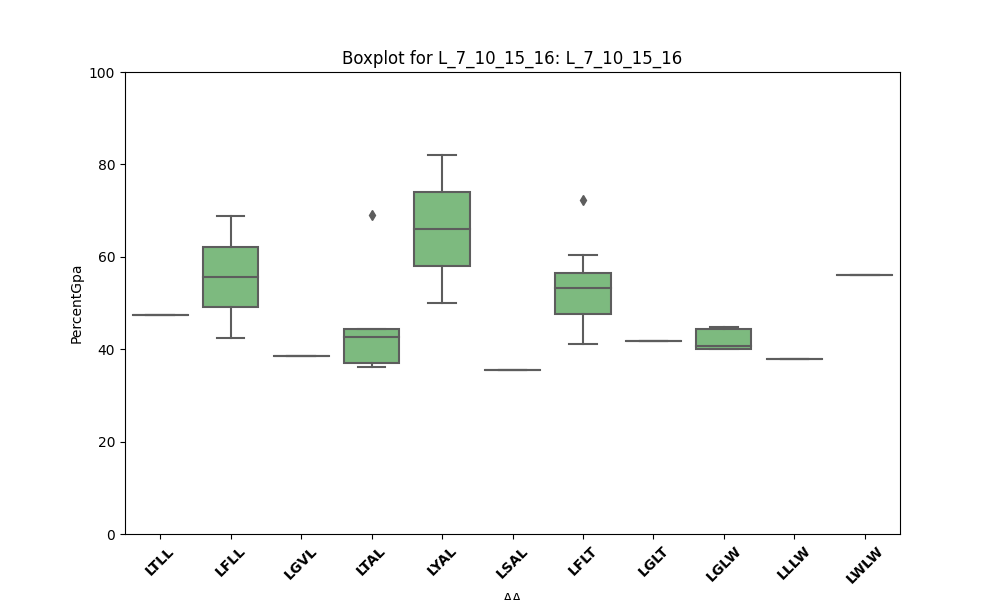 Boxplot for L_7_10_15_16: L_7_10_15_16
100
80
60
40
20
0
PercentGpa
LTLL
LFLL
LGVL
LTAL
LYAL
LSAL
LFLT
LGLT
LGLW
LLLW
LWLW
AA